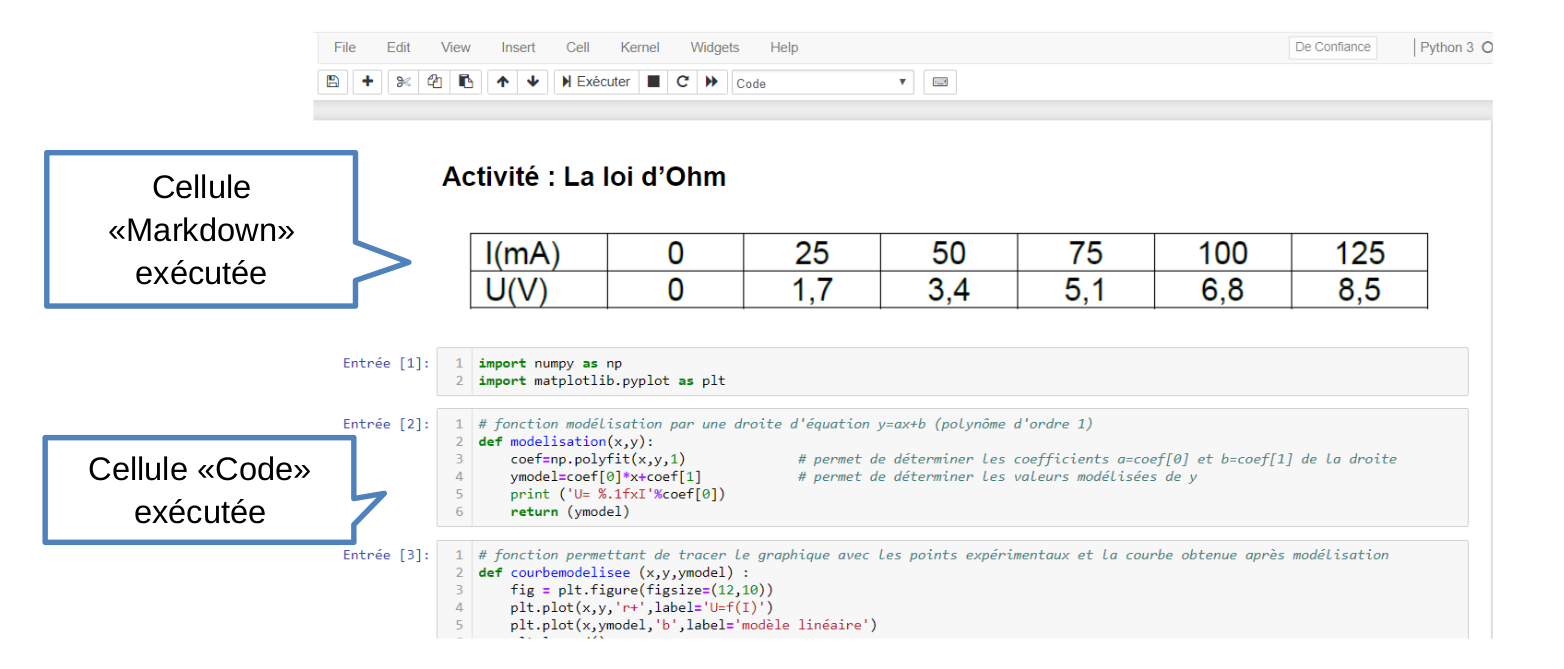 File Edit View Insert Cell Kernel Widgets Help De Confiance Python 3
Exécuter Code
Activité : La loi d’Ohm
Cellule
«Markdown»
exécutée
I(mA) 0 25 50 75 100 125
U(V) 0 1,7 3,4 5,1 6,8 8,5
Entrée [1]:
1 import numpy as np
2 import matplotlib.pyplot as plt
Cellule «Code»
exécutée
Entrée [2]:
1 # fonction modélisation par une droite d'équation y=ax+b (polynôme d'ordre 1)
2 def modelisation(x,y):
3 coef=np.polyfit(x,y,1) # permet de déterminer les coefficients a=coef[0] et b=coef[1] de la droite
4 ymodel=coef[0]*x+coef[1] # permet de déterminer les valeurs modélisées de y
5 print ('U= %.1fxI'%coef[0])
6 return (ymodel)
Entrée [3]:
1 # fonction permettant de tracer le graphique avec les points expérimentaux et la courbe obtenue après modélisation
2 def courbemodelisee (x,y,ymodel) :
3 fig = plt.figure(figsize=(12,10))
4 plt.plot(x,y,'r+',label='U=f(I)')
5 plt.plot(x,ymodel,'b',label='modèle linéaire')